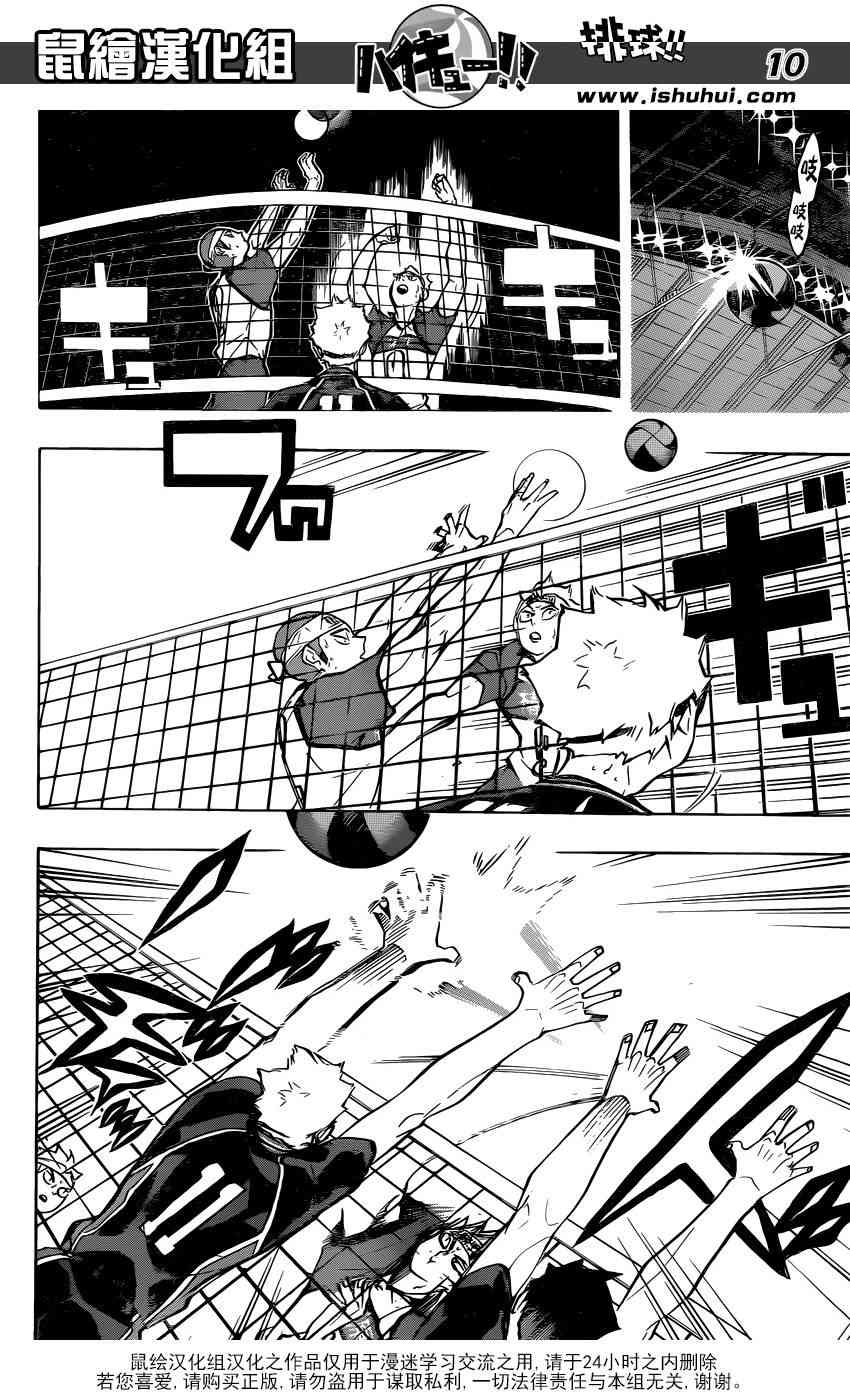 鼠繪漢化組
ハイキュー!!
排球!!
10
www.ishuhui.com
吱
吱吱
キュ
キュ
フワ
ギュ
11
11
鼠绘汉化组汉化之作品仅用于漫迷学习交流之用, 请于24小时之内删除
若您喜爱, 请购买正版, 请勿盗用于谋取私利, 一切法律责任与本组无关, 谢谢。